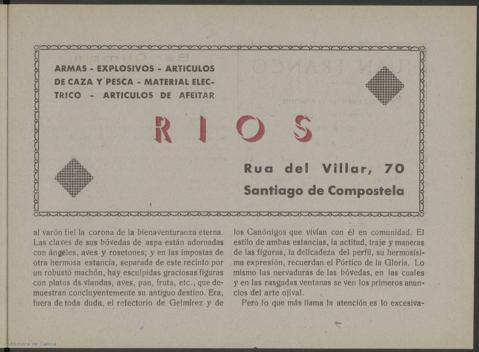 ARMAS - EXPLOSIVOS - ARTICULOS
DE CAZA Y PESCA - MATERIAL ELEC-
TRICO - ARTICULOS DE AFEITAR
RIOS
Rua del Villar, 70
Santiago de Compostela
al varón fiel la corona de la bienaventuranza eterna.
Las claves de sus bóvedas de aspa están adornadas
con ángeles, aves y rosetones; y en las impostas de
otra hermosa estancia, separada de este recinto por
un robusto machón, hay esculpidas graciosas figuras
con platos ds viandas, aves, pan, fruta, etc., que de-
muestran concluyentemente su antiguo destino. Era,
fuera de toda duda, el refectorio de Gelmírez y de
los Canónigos que vivían con él en comunidad. El
estilo de ambas estancias, la actitud, traje y maneras
de las figuras, la delicadeza del perfil, su hermosísi-
ma expresión, recuerdan el Pórtico de la Gloria. Lo
mismo las nervaduras de las bóvedas, en las cuales
y en las rasgadas ventanas se ven los primeros anun-
cios del arte ojival.
Pero lo que más llama la atención es lo excesiva-
Biblioteca de Galicia